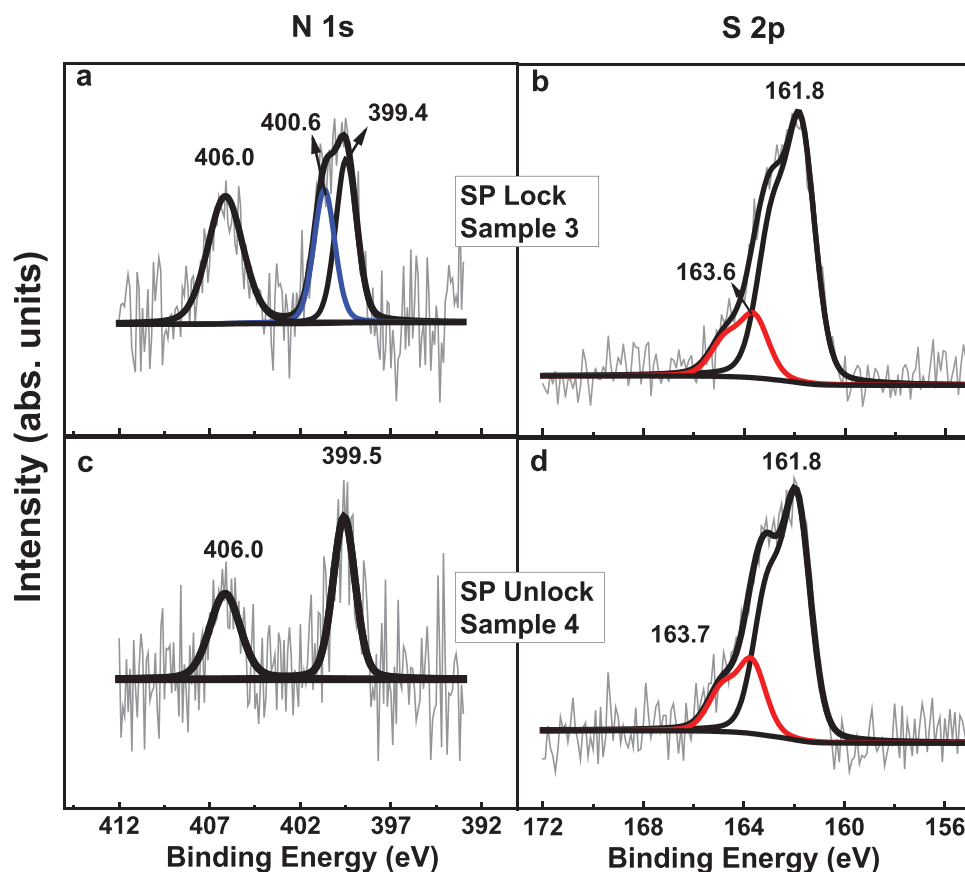 N 1s
S 2p
a
400.6
399.4
406.0
b
161.8
163.6
SP Lock
Sample 3
c
399.5
406.0
d
161.8
163.7
SP Unlock
Sample 4
Intensity (abs. units)
412 407 402 397 392
172 168 164 160 156
Binding Energy (eV)
Binding Energy (eV)